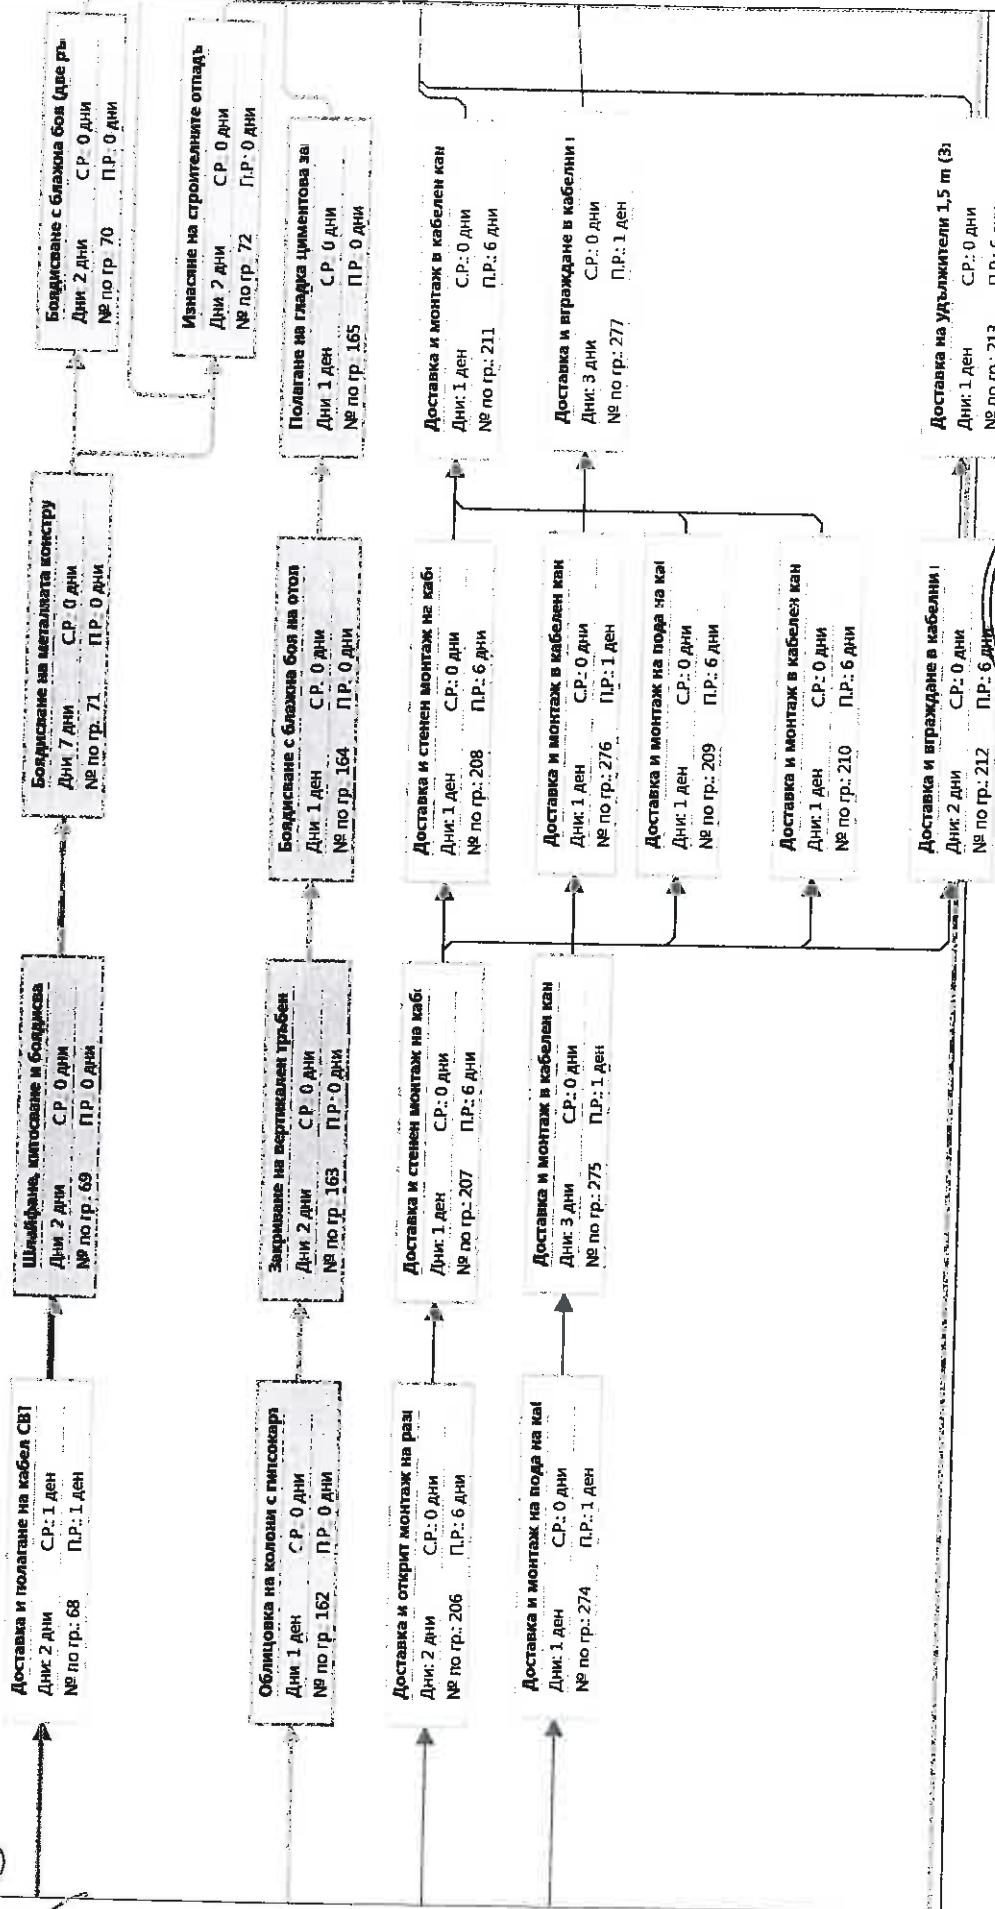 Доставка и полагане на кабел СВТ
Дни: 2 дни С.Р.: 1 ден
№ по гр.: 68 П.Р.: 1 ден
Шлайфане, китосване и боядисва
Дни: 2 дни С.Р.: 0 дни
№ по гр.: 69 П.Р.: 0 дни
Боядисване на металната констру
Дни: 7 дни С.Р.: 0 дни
№ по гр.: 71 П.Р.: 0 дни
Боядисване с блажна боя (две ръ
Дни: 2 дни С.Р.: 0 дни
№ по гр.: 70 П.Р.: 0 дни
Изнасяне на строителните отпадъ
Дни: 2 дни С.Р.: 0 дни
№ по гр.: 72 П.Р.: 0 дни
Облицовка на колони с гипсокарт
Дни: 1 ден С.Р.: 0 дни
№ по гр.: 162 П.Р.: 0 дни
Закриване на вертикален тръбен
Дни: 2 дни С.Р.: 0 дни
№ по гр.: 163 П.Р.: 0 дни
Боядисване с блажна боя на отоп
Дни: 1 ден С.Р.: 0 дни
№ по гр.: 164 П.Р.: 0 дни
Полагане на гладка циментова за
Дни: 1 ден С.Р.: 0 дни
№ по гр.: 165 П.Р.: 0 дни
Доставка и открит монтаж на раз
Дни: 2 дни С.Р.: 0 дни
№ по гр.: 206 П.Р.: 6 дни
Доставка и стенен монтаж на каб
Дни: 1 ден С.Р.: 0 дни
№ по гр.: 207 П.Р.: 6 дни
Доставка и стенен монтаж на каб
Дни: 1 ден С.Р.: 0 дни
№ по гр.: 208 П.Р.: 6 дни
Доставка и монтаж в кабелен кан
Дни: 1 ден С.Р.: 0 дни
№ по гр.: 211 П.Р.: 6 дни
Доставка и монтаж на пода на ка
Дни: 1 ден С.Р.: 0 дни
№ по гр.: 274 П.Р.: 1 ден
Доставка и монтаж в кабелен кан
Дни: 3 дни С.Р.: 0 дни
№ по гр.: 275 П.Р.: 1 ден
Доставка и монтаж в кабелен кан
Дни: 1 ден С.Р.: 0 дни
№ по гр.: 276 П.Р.: 1 ден
Доставка и вграждане в кабелни
Дни: 3 дни С.Р.: 0 дни
№ по гр.: 277 П.Р.: 1 ден
Доставка и монтаж на пода на ка
Дни: 1 ден С.Р.: 0 дни
№ по гр.: 209 П.Р.: 6 дни
Доставка и монтаж в кабелен кан
Дни: 1 ден С.Р.: 0 дни
№ по гр.: 210 П.Р.: 6 дни
Доставка и вграждане в кабелни
Дни: 2 дни С.Р.: 0 дни
№ по гр.: 212 П.Р.: 6 дни
Доставка на удължители 1,5 m (3
Дни: 1 ден С.Р.: 0 дни
№ по гр.: 213 П.Р.: 6 дни